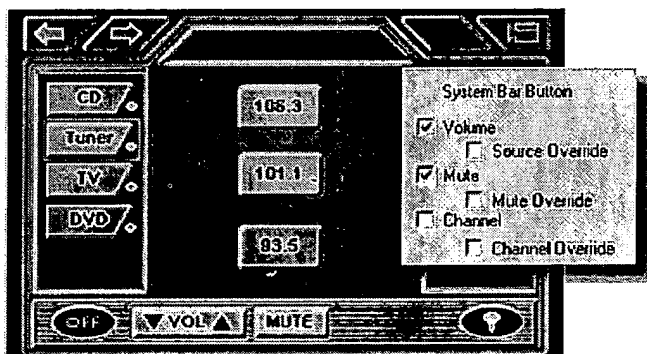 CD
Tuner
TV
DVD
106.3
101.1
93.5
System Bar Button
Volume
Source Override
Mute
Mute Override
Channel
Channel Override
OFF
VOL
MUTE